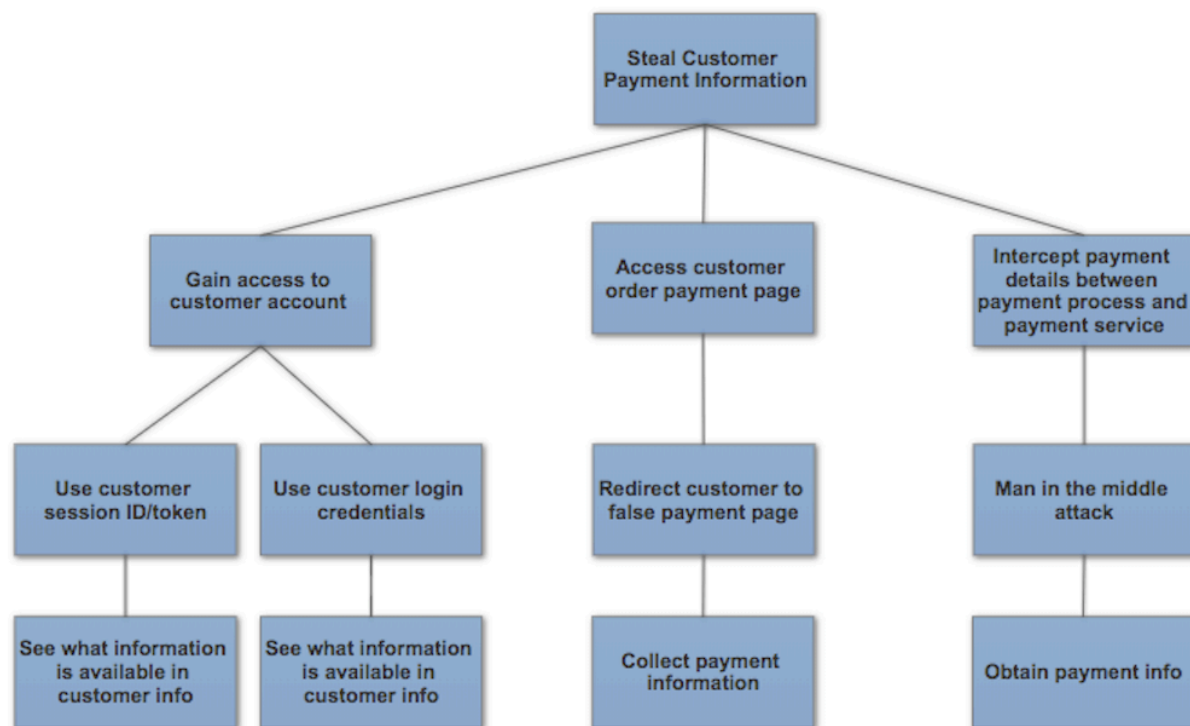 Steal Customer
Payment Information
Gain access to
customer account
Access customer
order payment page
Intercept payment
details between
payment process and
payment service
Use customer
session ID/token
Use customer login
credentials
Redirect customer to
false payment page
Man in the middle
attack
See what information
is available in
customer info
See what information
is available in
customer info
Collect payment
information
Obtain payment info